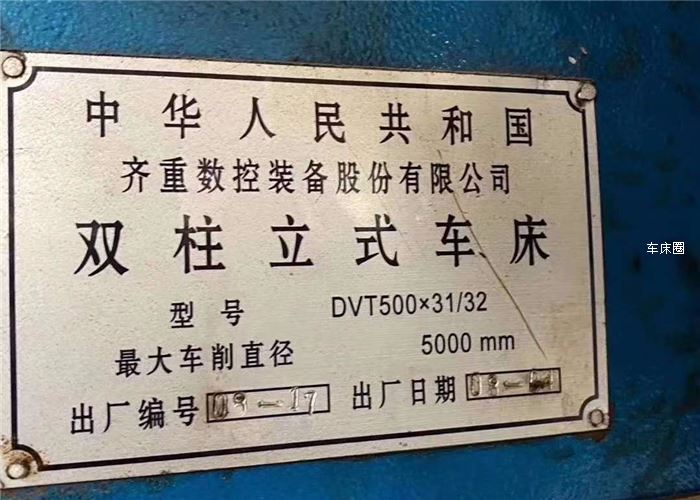 中华人民共和国
齐重数控装备股份有限公司
双柱立式车床
型号 DVT500×31/32
最大车削直径 5000 mm
出厂编号 出厂日期
车床圈